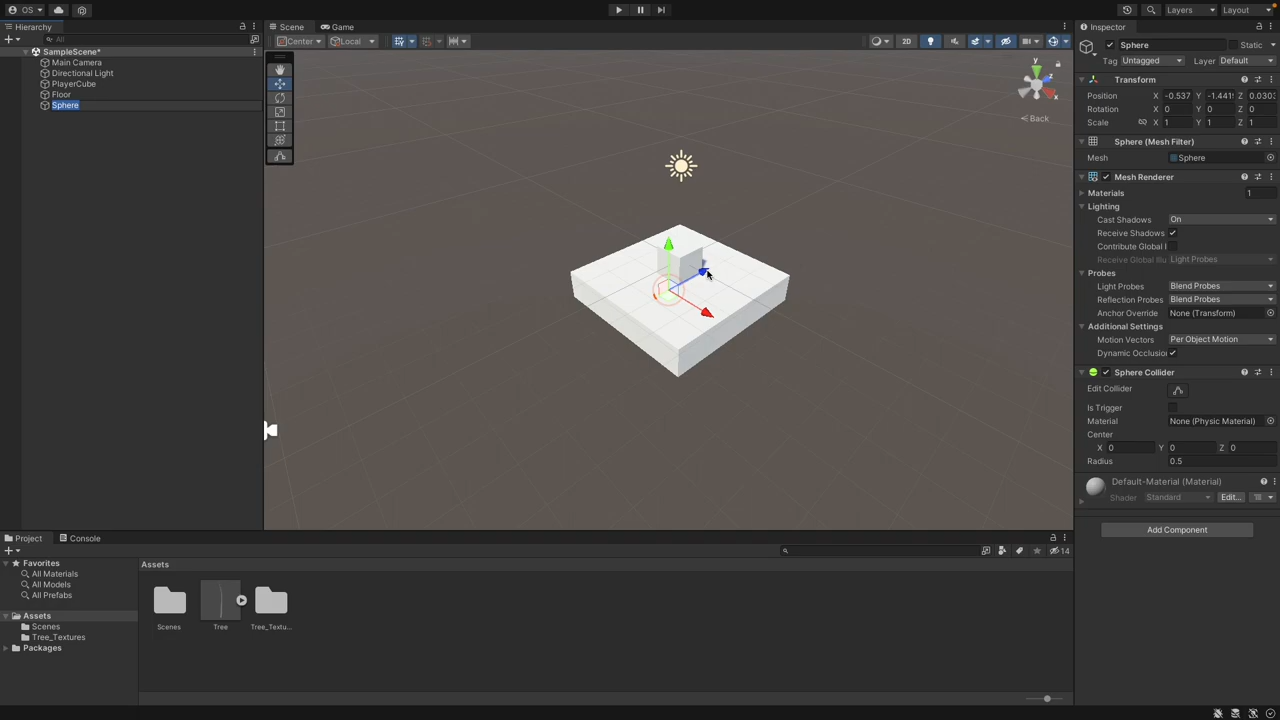 OS
Layers
Layout
Hierarchy
All
SampleScene*
Main Camera
Directional Light
PlayerCube
Floor
Sphere
Scene
Game
Center
Local
2D
y
z
x
Back
Inspector
Sphere
Static
Tag Untagged
Layer Default
Transform
Position X -0.537 Y -1.441 Z 0.030
Rotation X 0 Y 0 Z 0
Scale X 1 Y 1 Z 1
Sphere (Mesh Filter)
Mesh Sphere
Mesh Renderer
Materials 1
Lighting
Cast Shadows On
Receive Shadows
Contribute Global I
Receive Global Illu Light Probes
Probes
Light Probes Blend Probes
Reflection Probes Blend Probes
Anchor Override None (Transform)
Additional Settings
Motion Vectors Per Object Motion
Dynamic Occlusio
Sphere Collider
Edit Collider
Is Trigger
Material None (Physic Material)
Center
X 0 Y 0 Z 0
Radius 0.5
Default-Material (Material)
Shader Standard Edit...
Add Component
Project
Console
14
Favorites
All Materials
All Models
All Prefabs
Assets
Scenes
Tree_Textures
Packages
Assets
Scenes
Tree
Tree_Textu...